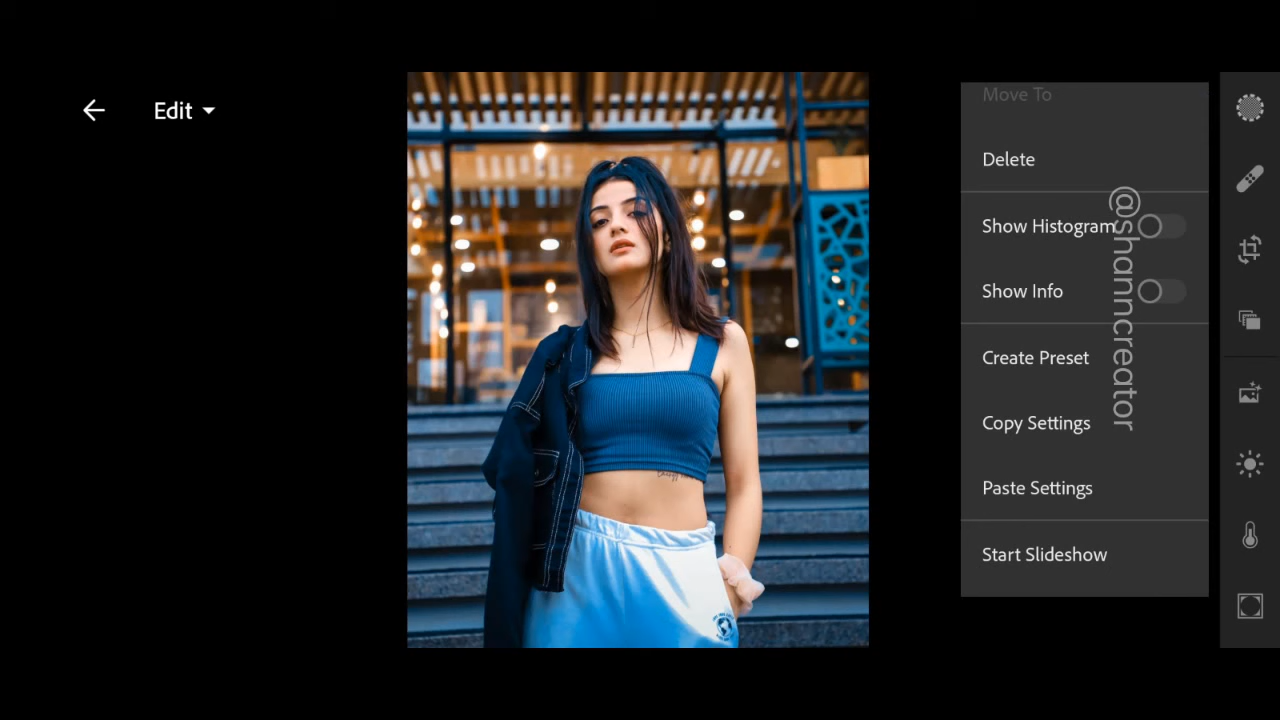 Edit
Move To
Delete
Show Histogram
Show Info
Create Preset
Copy Settings
Paste Settings
Start Slideshow
@shanncreator